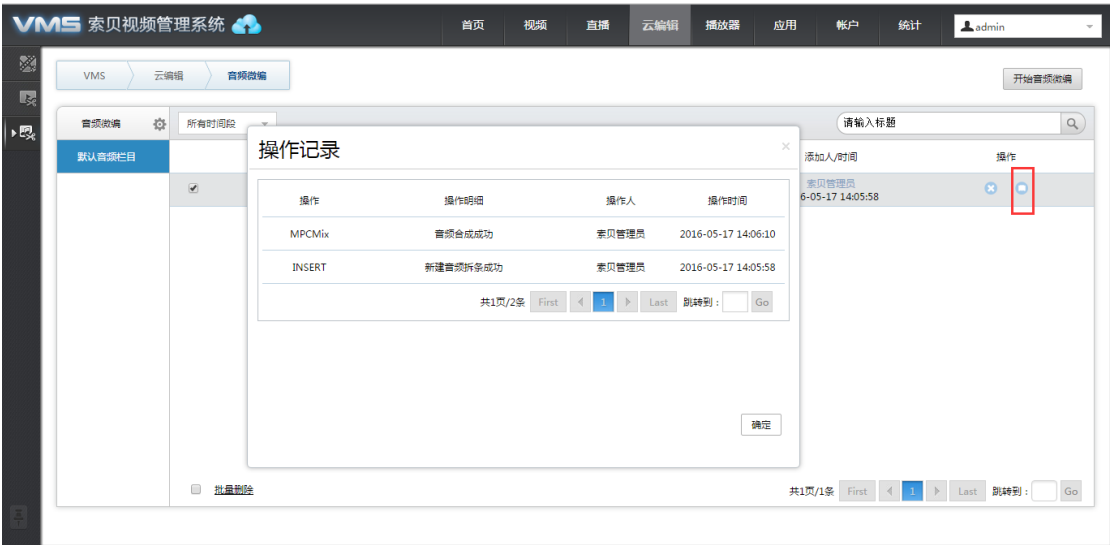 VMS 索贝视频管理系统 首页 视频 直播 云编辑 播放器 应用 帐户 统计 admin
VMS 云编辑 音频微编 开始音频微编
音频微编 所有时间段 请输入标题
默认音频栏目 添加人/时间 操作
索贝管理员
6-05-17 14:05:58
操作记录 ×
操作 操作明细 操作人 操作时间
MPCMix 音频合成成功 索贝管理员 2016-05-17 14:06:10
INSERT 新建音频拆条成功 索贝管理员 2016-05-17 14:05:58
共1页/2条 First 1 Last 跳转到： Go
确定
批量删除 共1页/1条 First 1 Last 跳转到： Go